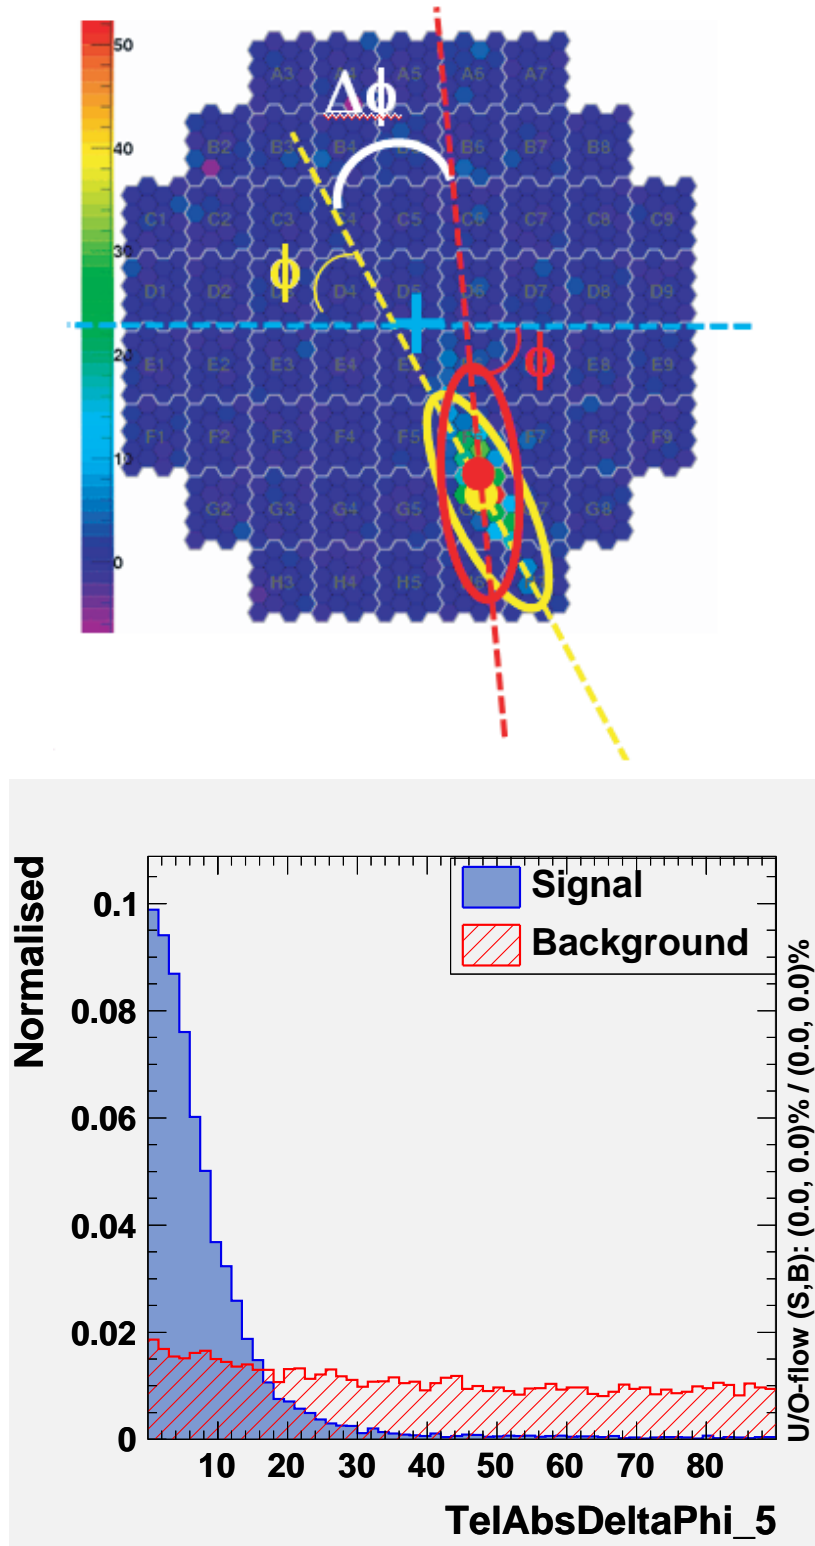 50
40
30
20
10
0
A3 A4 A5 A6 A7
Δϕ
B2 B3 B4 B6 B8
C1 C2 C3 C4 C5 C6 C7 C8 C9
ϕ
D1 D2 D4 D5 D6 D7 D8 D9
ϕ
E1 E2 E3 E4 E8 E9
F1 F2 F3 F4 F5 F7 F8 F9
G2 G3 G4 G5 G8
H3 H4 H5
Normalised
0.1
0.08
0.06
0.04
0.02
0
Signal
Background
10 20 30 40 50 60 70 80
TelAbsDeltaPhi_5
U/O-flow (S,B): (0.0, 0.0)% / (0.0, 0.0)%